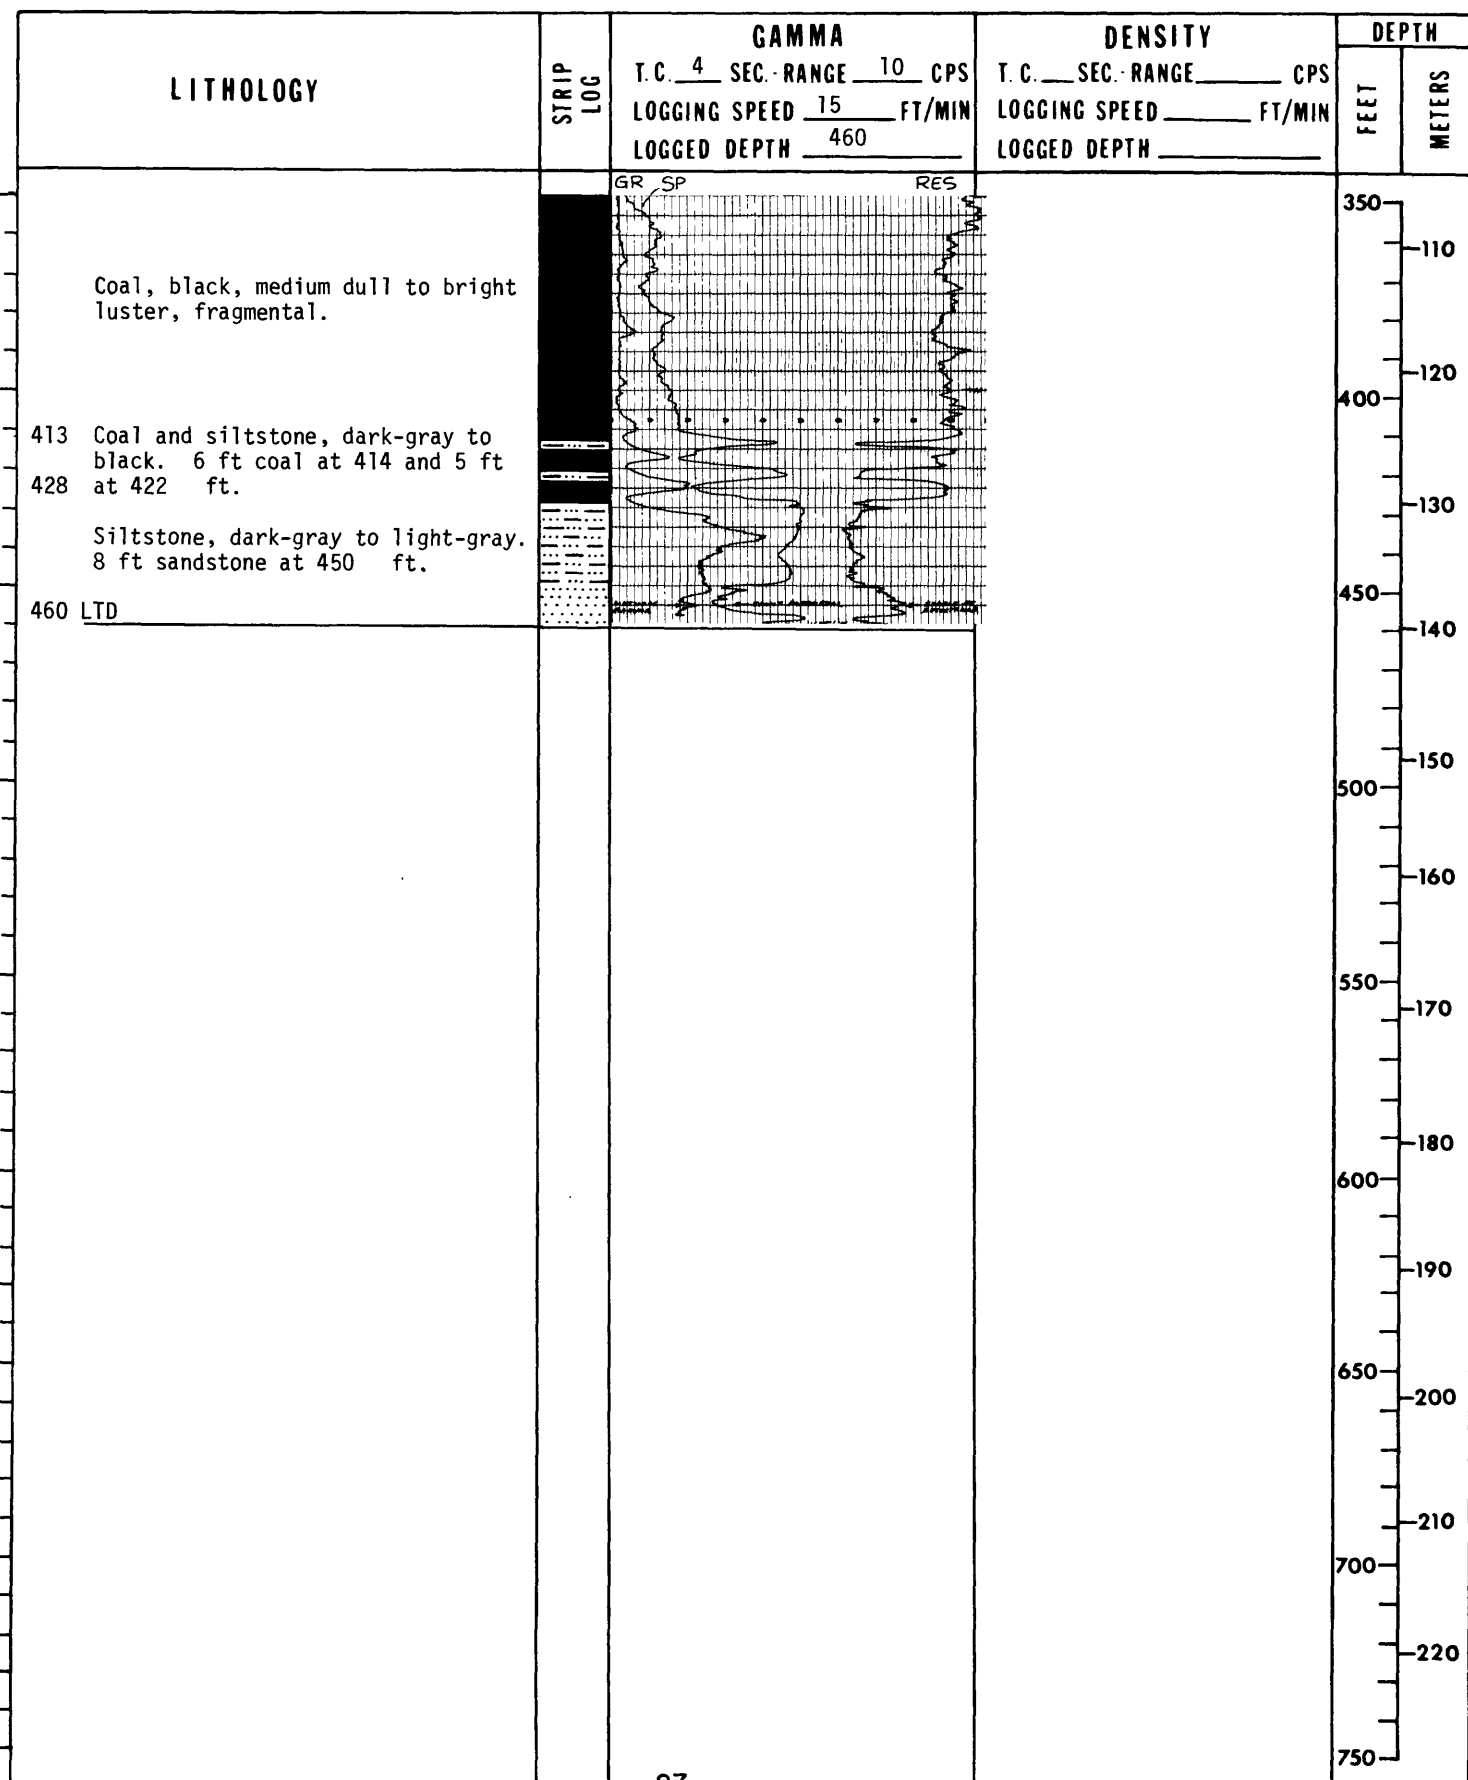 LITHOLOGY
STRIP LOG
GAMMA
T.C. 4 SEC.-RANGE 10 CPS
LOGGING SPEED 15 FT/MIN
LOGGED DEPTH 460
DENSITY
T.C. SEC.-RANGE CPS
LOGGING SPEED FT/MIN
LOGGED DEPTH
DEPTH
FEET
METERS
GR SP RES
Coal, black, medium dull to bright
luster, fragmental.
413 Coal and siltstone, dark-gray to
black. 6 ft coal at 414 and 5 ft
428 at 422 ft.
Siltstone, dark-gray to light-gray.
8 ft sandstone at 450 ft.
460 LTD
350
110
120
400
130
450
140
150
500
160
550
170
180
600
190
650
200
210
700
220
750